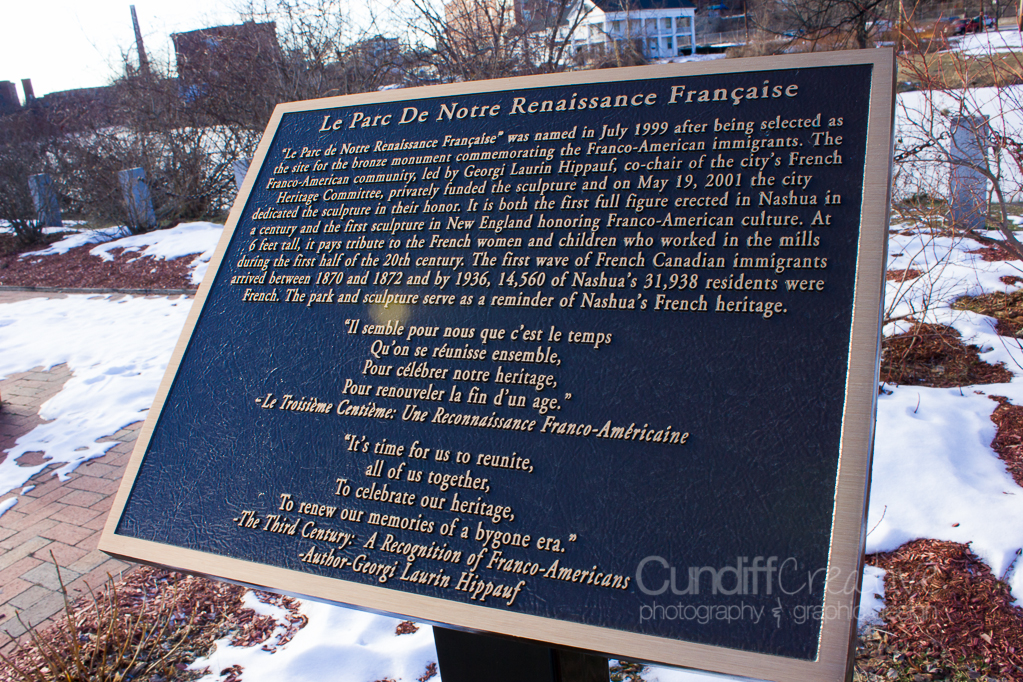 Le Parc De Notre Renaissance Française
"Le Parc de Notre Renaissance Française" was named in July 1999 after being selected as
the site for the bronze monument commemorating the Franco-American immigrants. The
Franco-American community, led by Georgi Laurin Hippauf, co-chair of the city's French
Heritage Committee, privately funded the sculpture and on May 19, 2001 the city
dedicated the sculpture in their honor. It is both the first full figure erected in Nashua in
a century and the first sculpture in New England honoring Franco-American culture. At
6 feet tall, it pays tribute to the French women and children who worked in the mills
during the first half of the 20th century. The first wave of French Canadian immigrants
arrived between 1870 and 1872 and by 1936, 14,560 of Nashua's 31,938 residents were
French. The park and sculpture serve as a reminder of Nashua's French heritage.
"Il semble pour nous que c'est le temps
Qu'on se réunisse ensemble,
Pour célébrer notre heritage,
Pour renouveler la fin d'un age."
-Le Troisième Centième: Une Reconnaissance Franco-Américaine
"It's time for us to reunite,
all of us together,
To celebrate our heritage,
To renew our memories of a bygone era."
-The Third Century: A Recognition of Franco-Americans
-Author-Georgi Laurin Hippauf
Cundiff
photography &